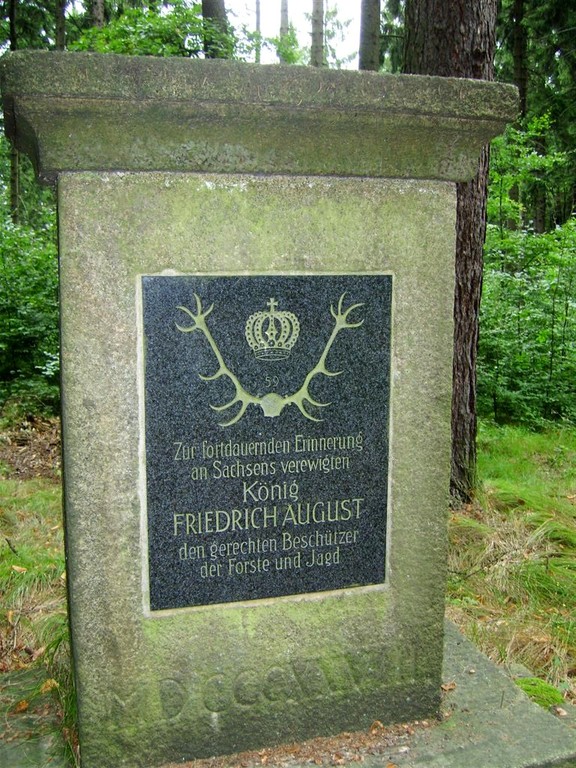 59
Zur fortdauernden Erinnerung
an Sachsens verewigten
König
FRIEDRICH AUGUST
den gerechten Beschützer
der Forste und Jagd